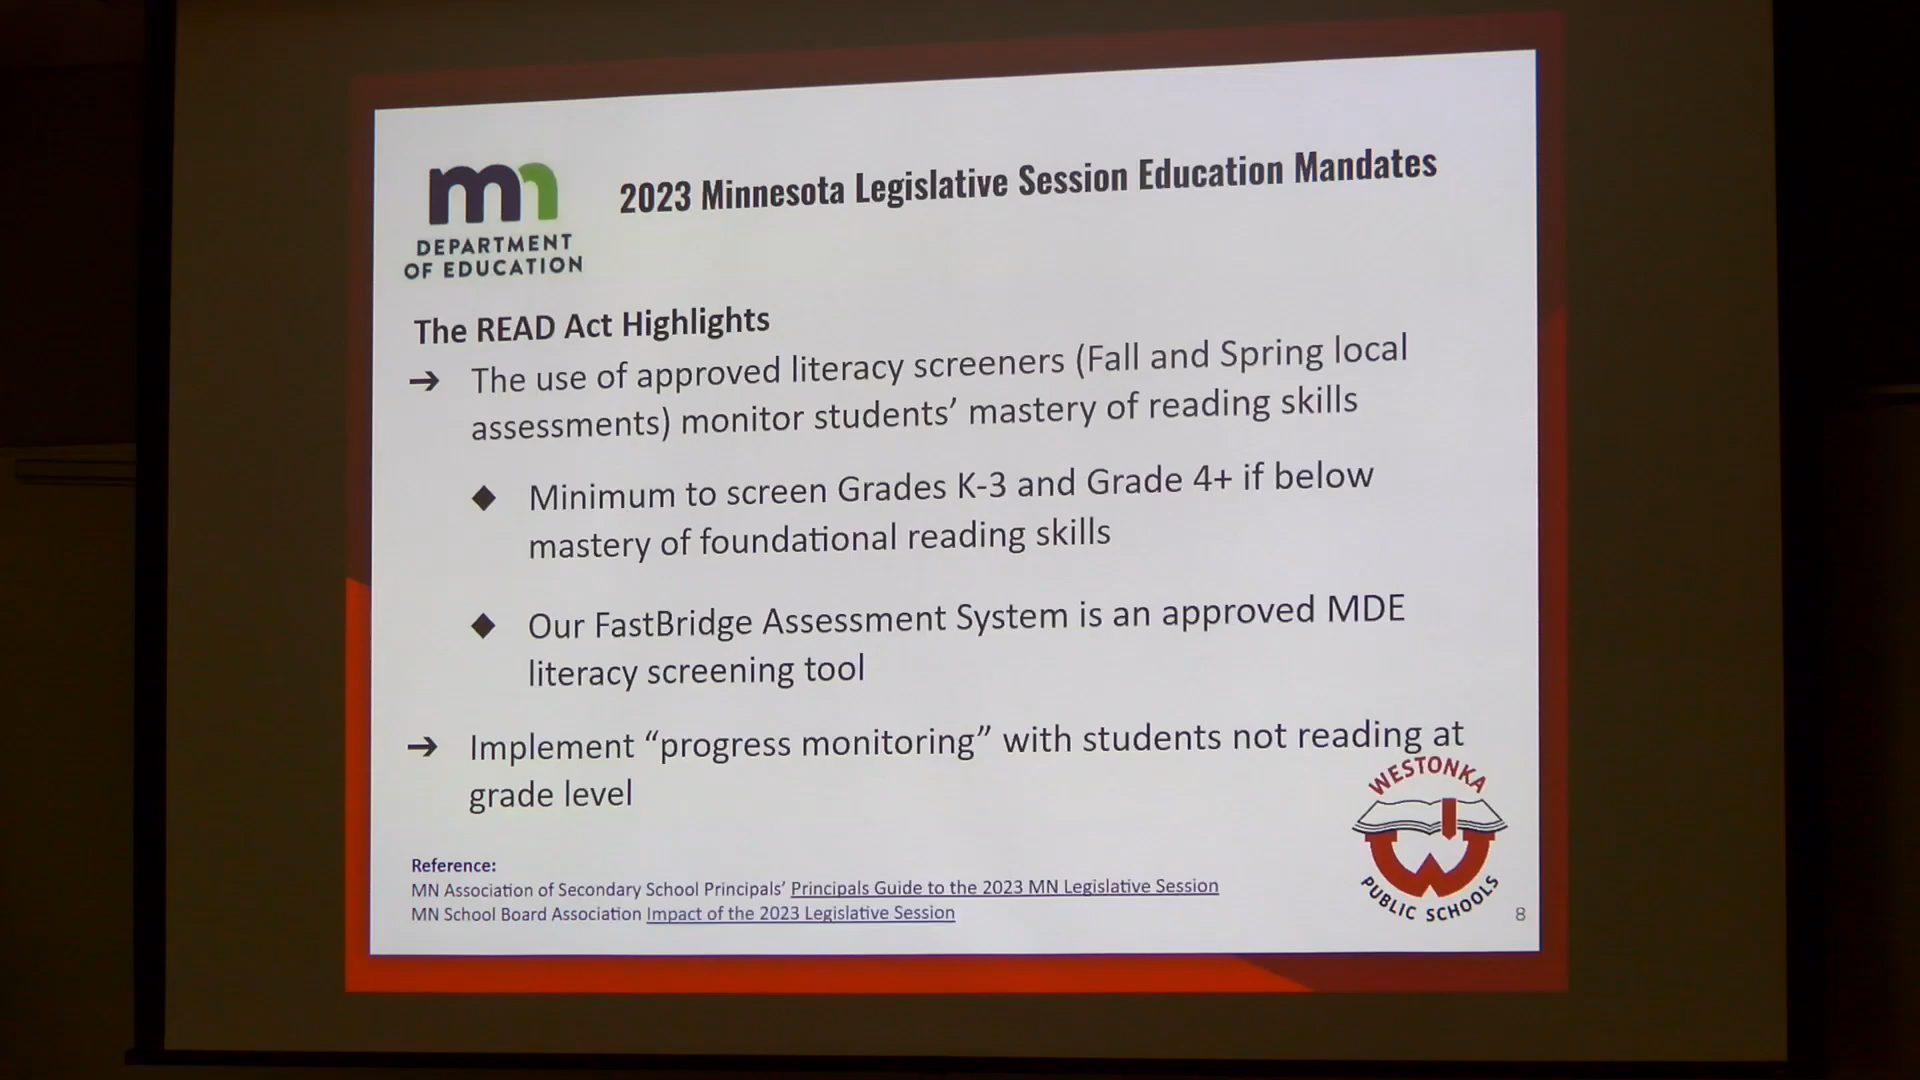 mn
DEPARTMENT
OF EDUCATION
2023 Minnesota Legislative Session Education Mandates
The READ Act Highlights
➔ The use of approved literacy screeners (Fall and Spring local
assessments) monitor students’ mastery of reading skills
◆ Minimum to screen Grades K-3 and Grade 4+ if below
mastery of foundational reading skills
◆ Our FastBridge Assessment System is an approved MDE
literacy screening tool
➔ Implement “progress monitoring” with students not reading at
grade level
WESTONKA
W
PUBLIC SCHOOLS
Reference:
MN Association of Secondary School Principals’ Principals Guide to the 2023 MN Legislative Session
MN School Board Association Impact of the 2023 Legislative Session
8